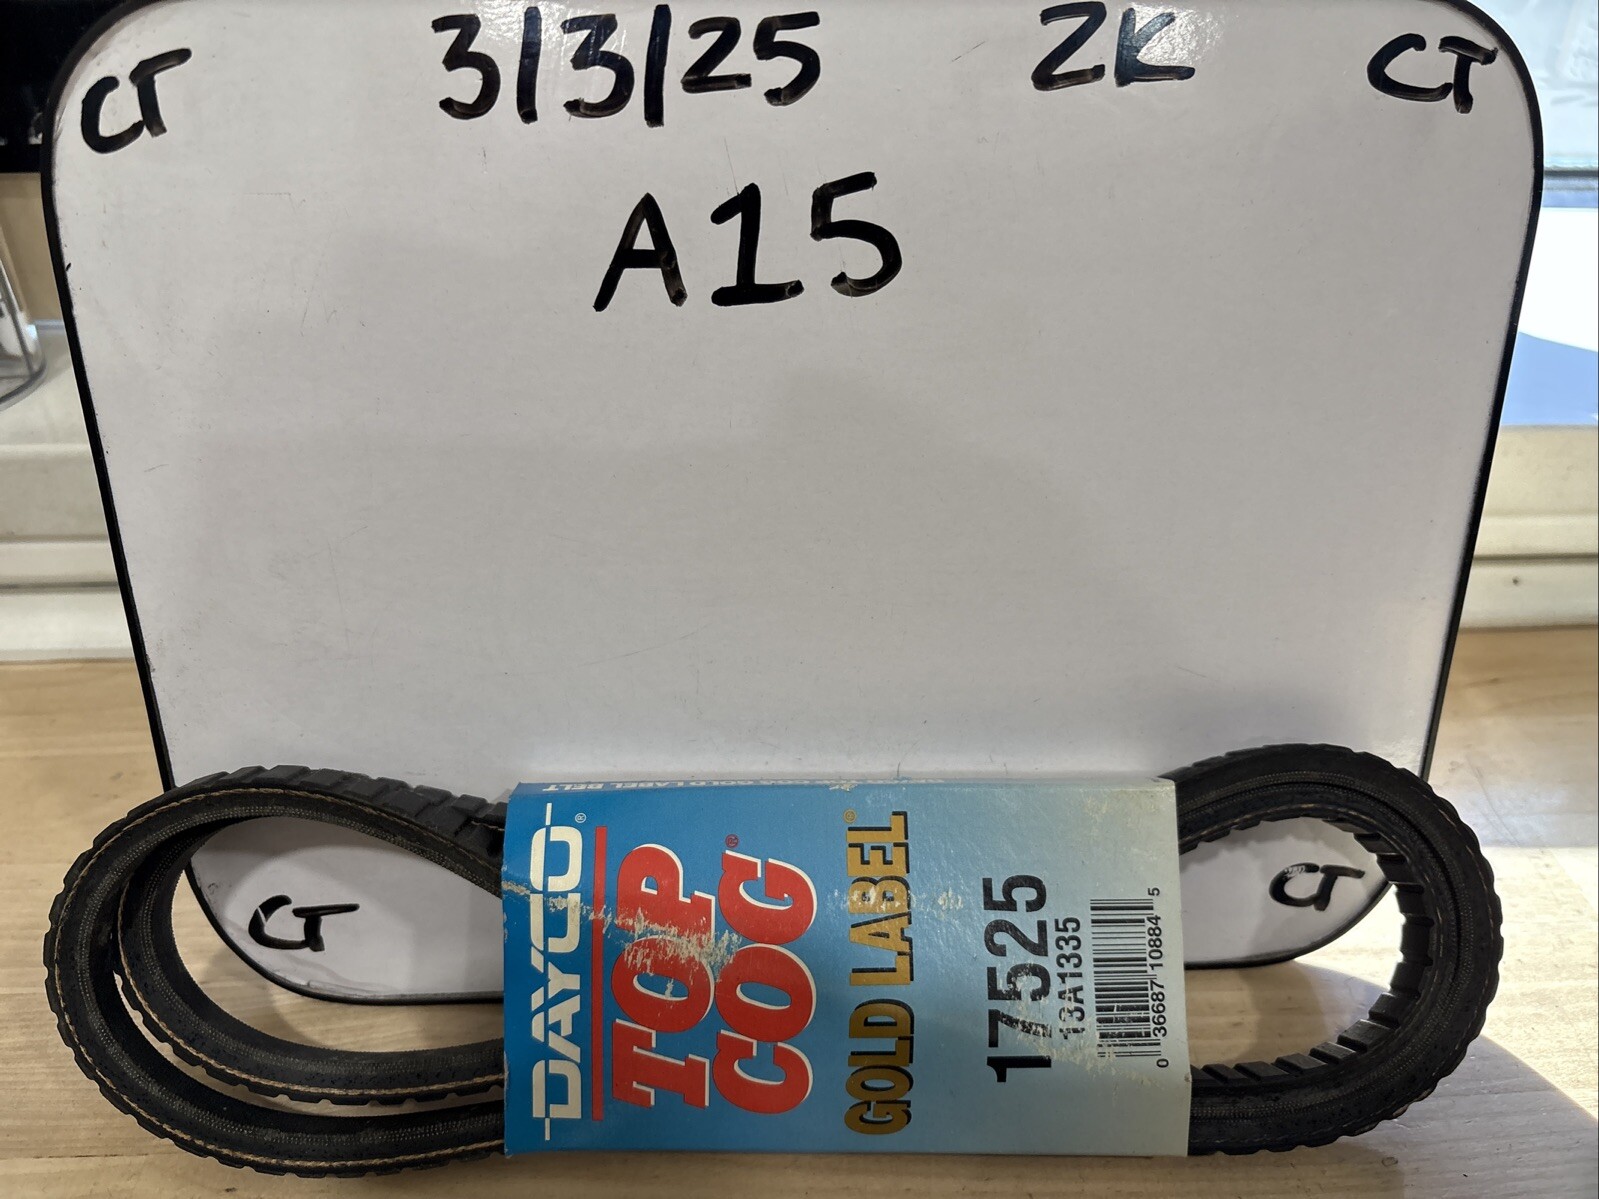 CT 3/3/25 ZK CT
A15
CT
CT
DAYCO®
TOP
COG®
GOLD LABEL®
17525
13A1335
0 36687 10884 5